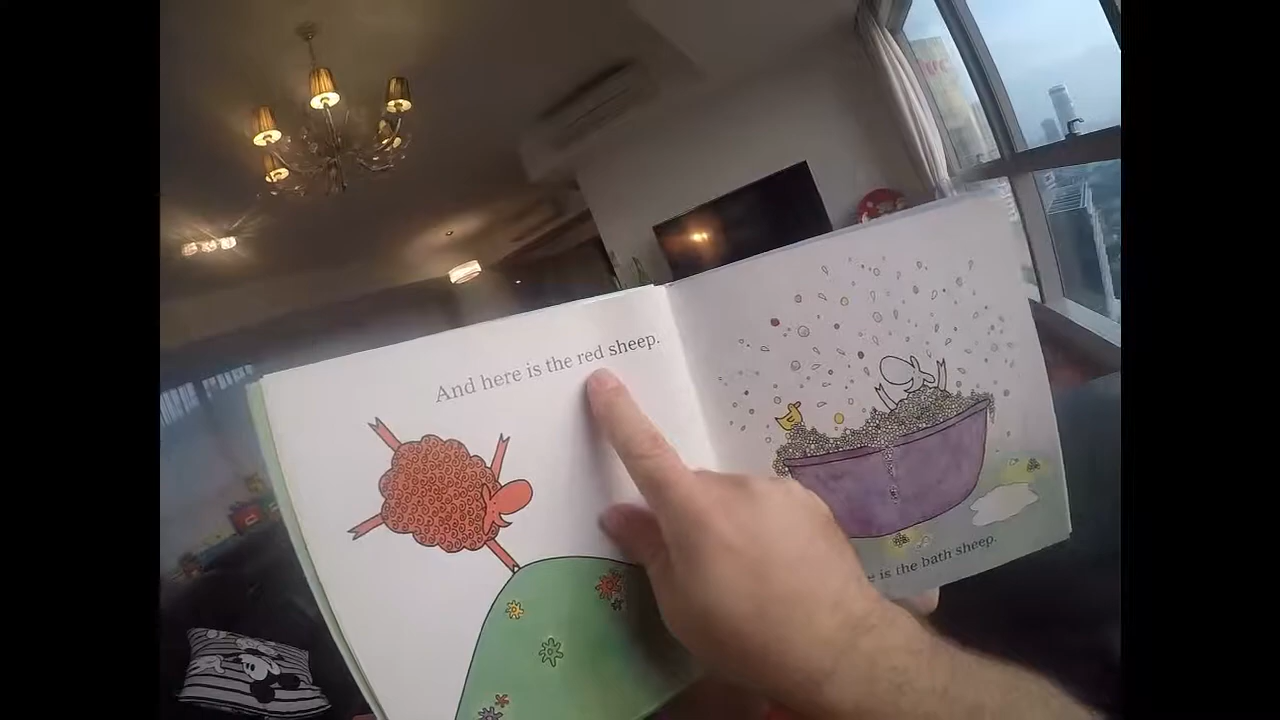 And here is the red sheep.
is the bath sheep.